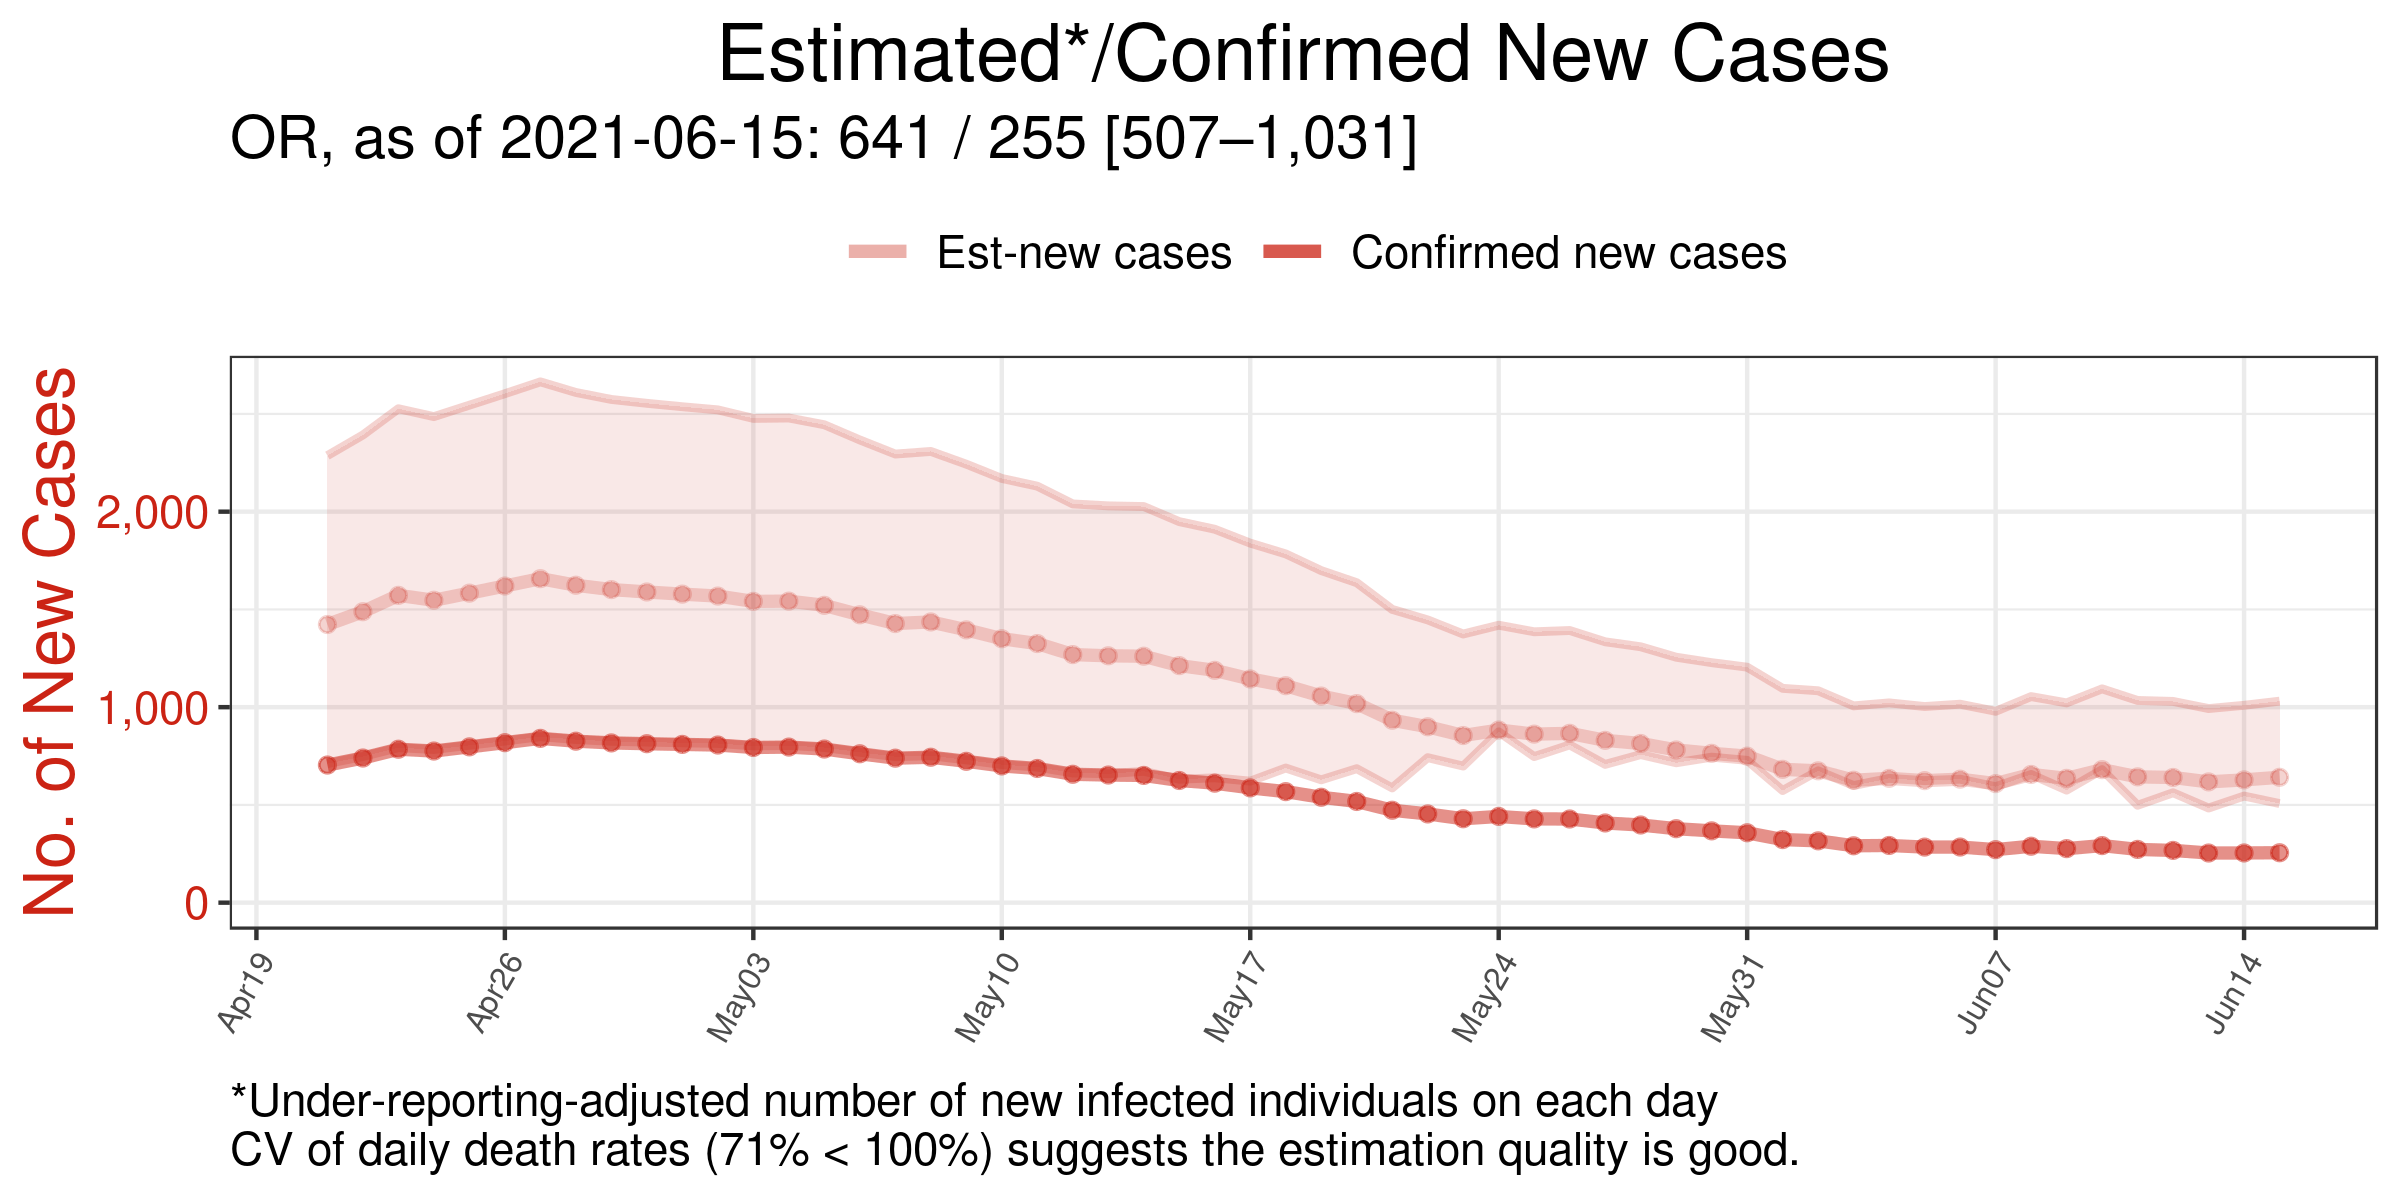 Estimated*/Confirmed New Cases
OR, as of 2021-06-15: 641 / 255 [507–1,031]
Est-new cases
Confirmed new cases
No. of New Cases
2,000
1,000
0
Apr19
Apr26
May03
May10
May17
May24
May31
Jun07
Jun14
*Under-reporting-adjusted number of new infected individuals on each day
CV of daily death rates (71% < 100%) suggests the estimation quality is good.